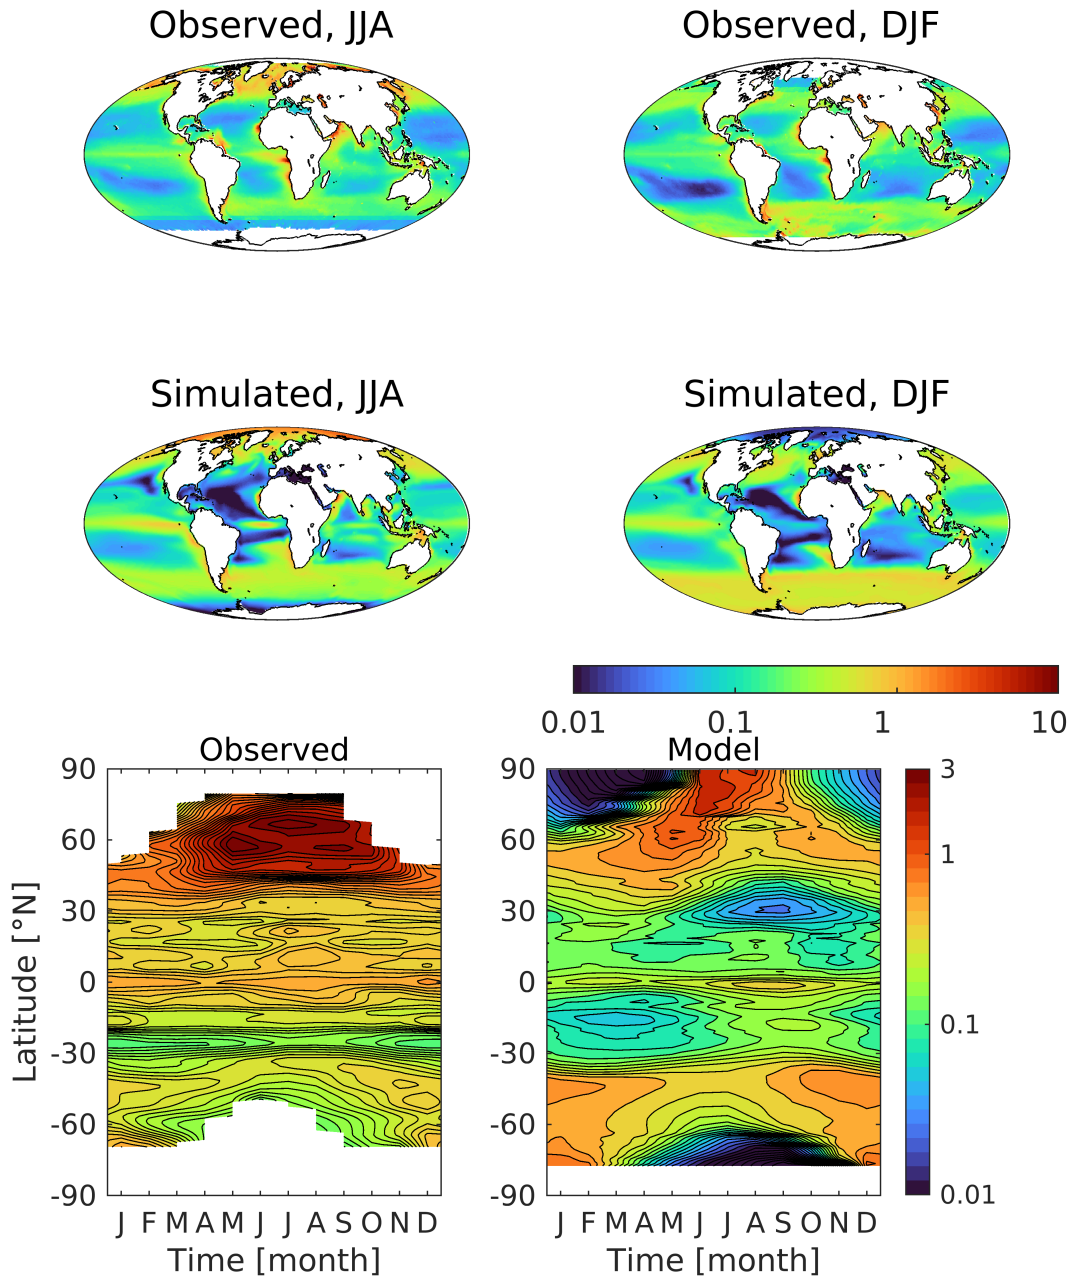 Observed, JJA
Observed, DJF
Simulated, JJA
Simulated, DJF
0.01 0.1 1 10
Observed
Model
90
60
30
0
-30
-60
-90
Latitude [°N]
J F M A M J J A S O N D
Time [month]
90
60
30
0
-30
-60
-90
J F M A M J J A S O N D
Time [month]
3
1
0.1
0.01